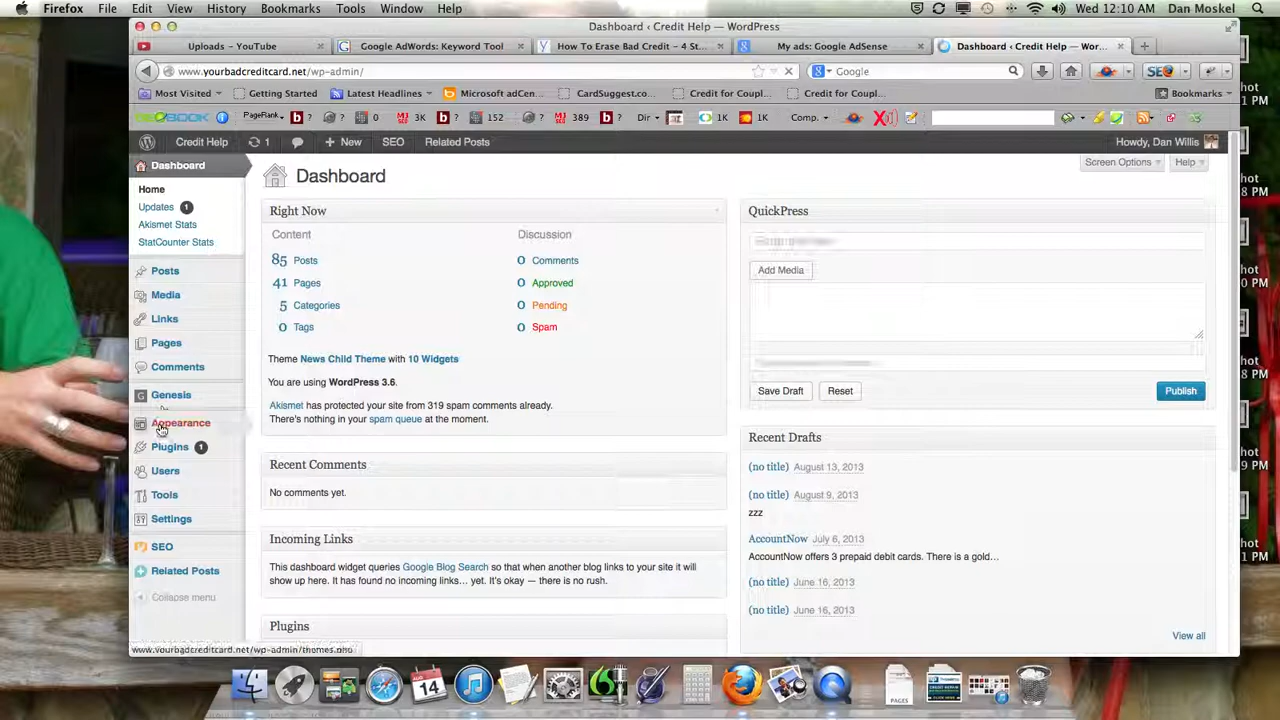 Firefox File Edit View History Bookmarks Tools Window Help Wed 12:10 AM Dan Moskel
Dashboard ‹ Credit Help — WordPress
Uploads - YouTube Google AdWords: Keyword Tool How To Erase Bad Credit - 4 St... My ads: Google AdSense Dashboard ‹ Credit Help — Wor...
www.yourbadcreditcard.net/wp-admin/ Google
Most Visited Getting Started Latest Headlines Microsoft adCen... CardSuggest.co... Credit for Coupl... Credit for Coupl... Bookmarks
PageRank ? ? 0 3K ? 152 ? 389 ? Dir 1K 1K Comp.
Credit Help 1 + New SEO Related Posts Howdy, Dan Willis
Dashboard
Home
Updates 1
Akismet Stats
StatCounter Stats
Posts
Media
Links
Pages
Comments
Genesis
Appearance
Plugins 1
Users
Tools
Settings
SEO
Related Posts
Collapse menu
Screen Options Help
Dashboard
Right Now
Content Discussion
85 Posts 0 Comments
41 Pages 0 Approved
5 Categories 0 Pending
0 Tags 0 Spam
Theme News Child Theme with 10 Widgets
You are using WordPress 3.6.
Akismet has protected your site from 319 spam comments already.
There's nothing in your spam queue at the moment.
Recent Comments
No comments yet.
Incoming Links
This dashboard widget queries Google Blog Search so that when another blog links to your site it will
show up here. It has found no incoming links… yet. It's okay — there is no rush.
Plugins
QuickPress
Add Media
Save Draft Reset Publish
Recent Drafts
(no title) August 13, 2013
(no title) August 9, 2013
zzz
AccountNow July 6, 2013
AccountNow offers 3 prepaid debit cards. There is a gold…
(no title) June 16, 2013
(no title) June 16, 2013
View all
www.yourbadcreditcard.net/wp-admin/themes.php
AUG
14
PAGES